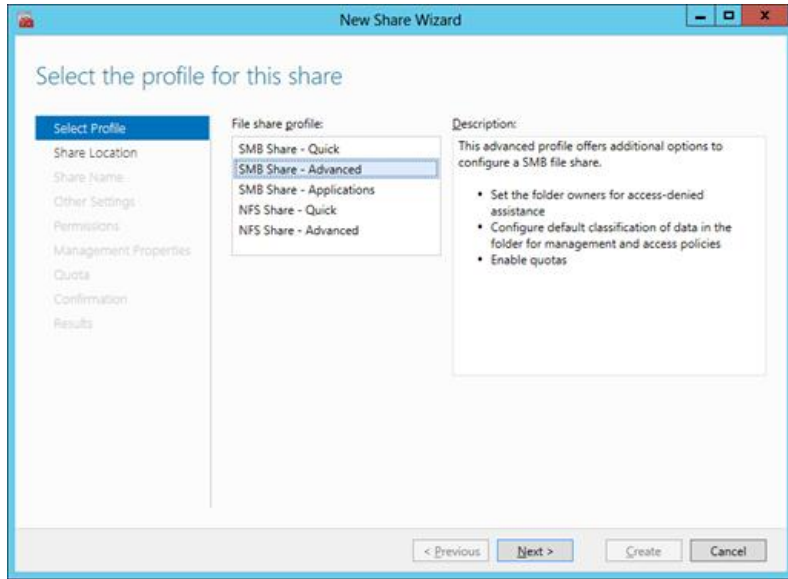 New Share Wizard
Select the profile for this share
Select Profile
Share Location
Share Name
Other Settings
Permissions
Management Properties
Quota
Confirmation
Results
File share profile:
SMB Share - Quick
SMB Share - Advanced
SMB Share - Applications
NFS Share - Quick
NFS Share - Advanced
Description:
This advanced profile offers additional options to
configure a SMB file share.
• Set the folder owners for access-denied
assistance
• Configure default classification of data in the
folder for management and access policies
• Enable quotas
< Previous
Next >
Create
Cancel